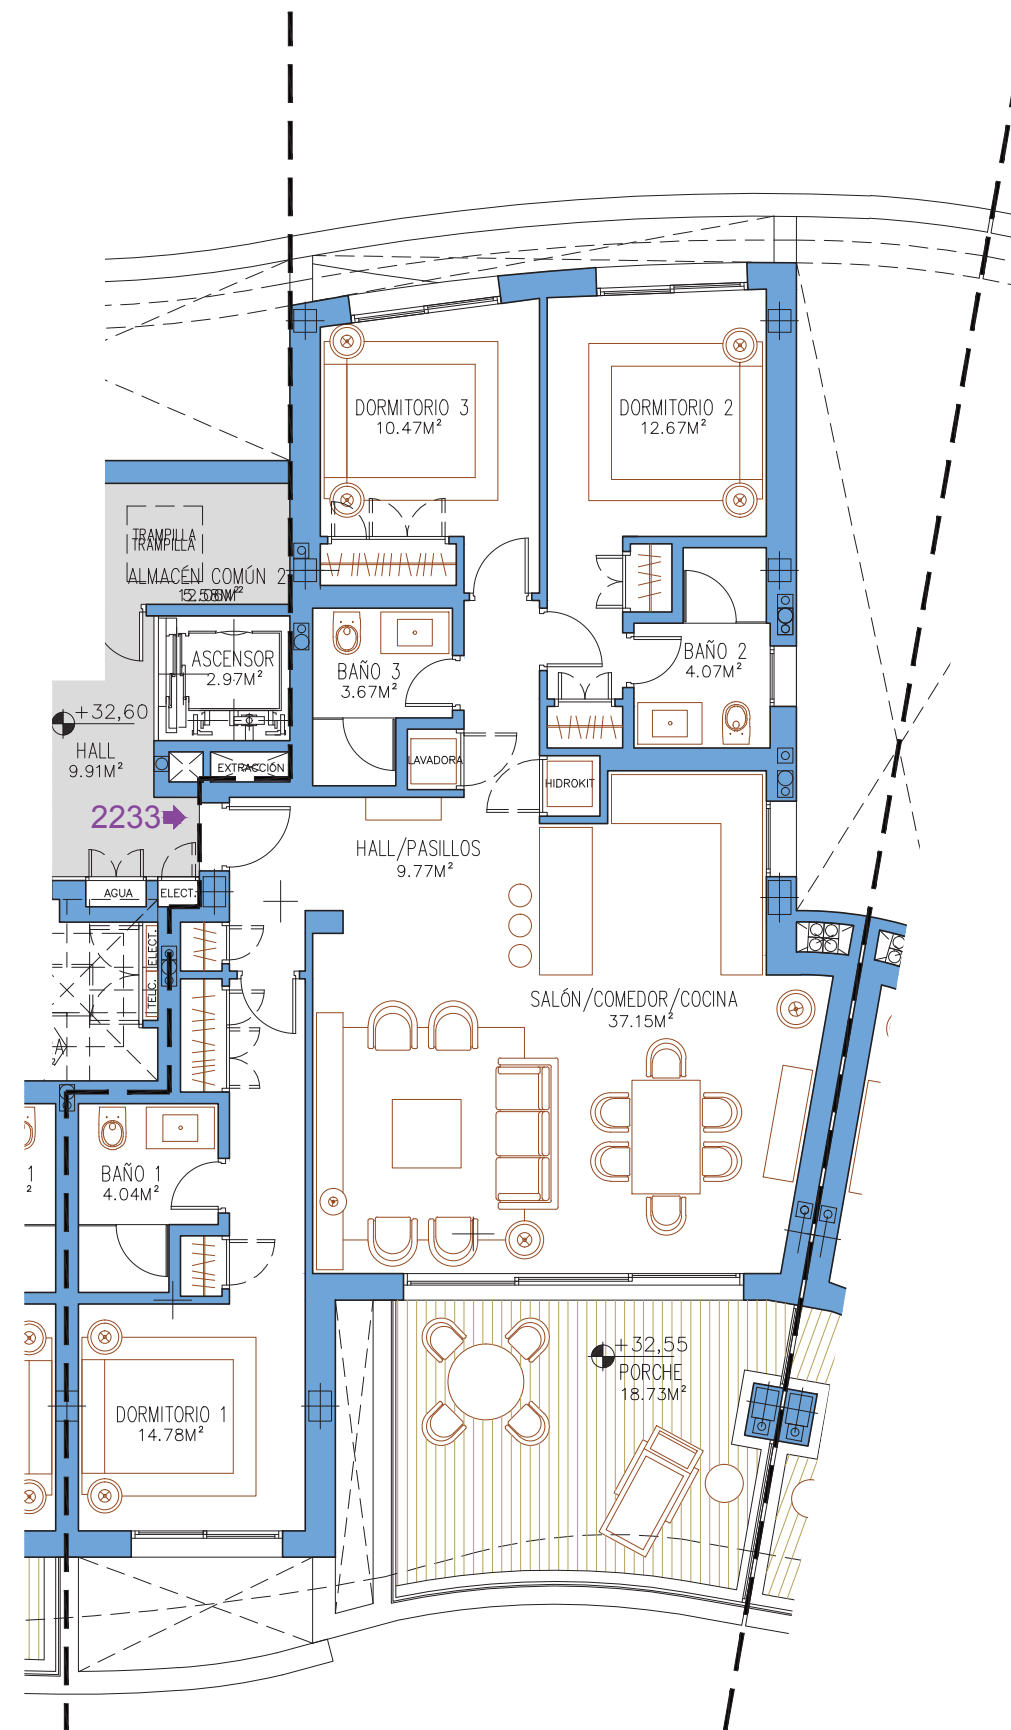 DORMITORIO 3
10.47M²
DORMITORIO 2
12.67M²
TRAMPILLA
TRAMPILLA
ALMACÉN COMÚN 2
ASCENSOR
2.97M²
BAÑO 3
3.67M²
BAÑO 2
4.07M²
+32,60
HALL
9.91M²
EXTRACCIÓN
LAVADORA
HIDROKIT
2233
HALL/PASILLOS
9.77M²
AGUA
ELECT.
ELECT.
TELC.
SALÓN/COMEDOR/COCINA
37.15M²
A
1
²
BAÑO 1
4.04M²
+32,55
PORCHE
18.73M²
DORMITORIO 1
14.78M²